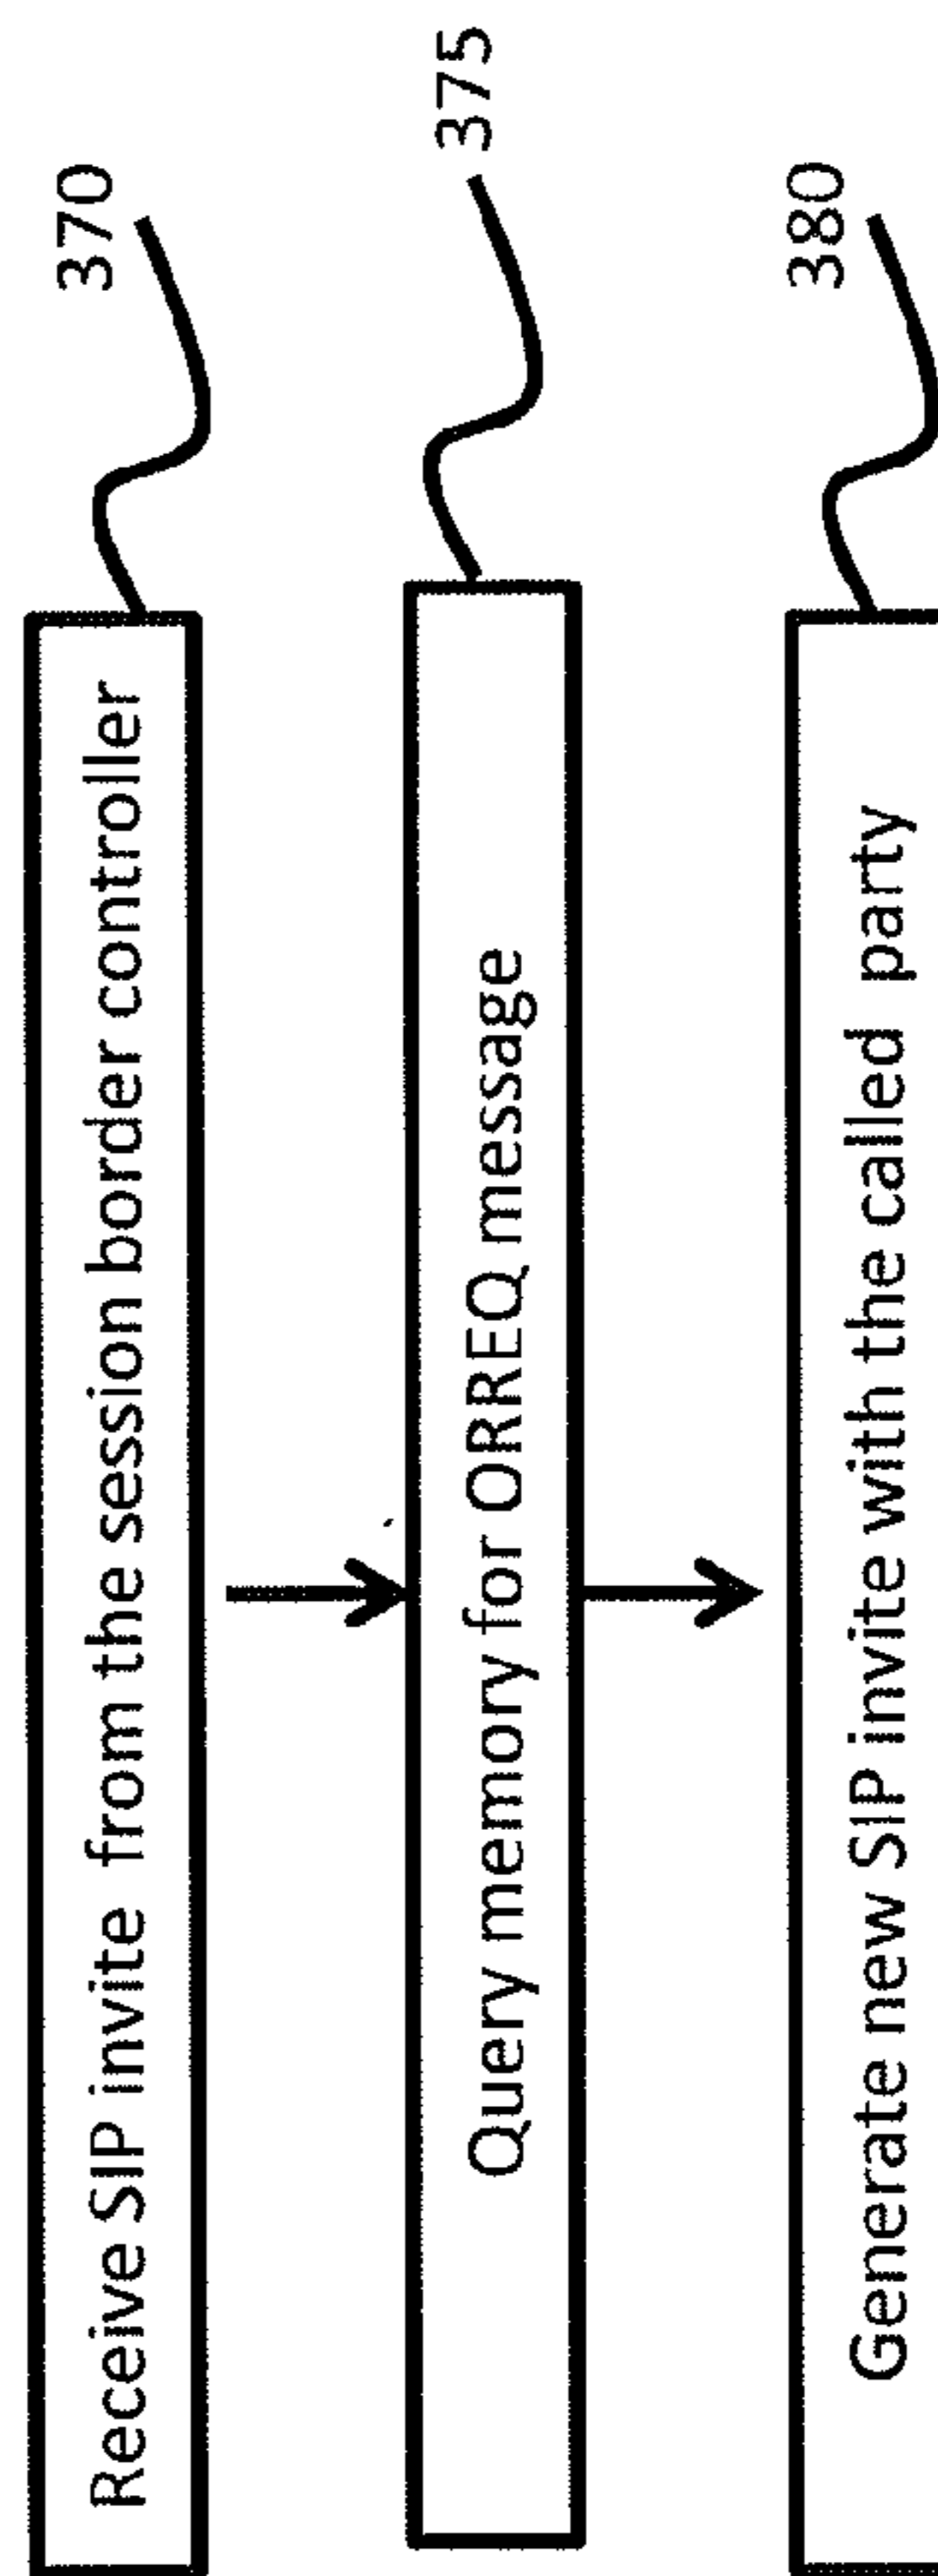 Receive SIP invite from the session border controller
370
Query memory for ORREQ message
375
Generate new SIP invite with the called party
380